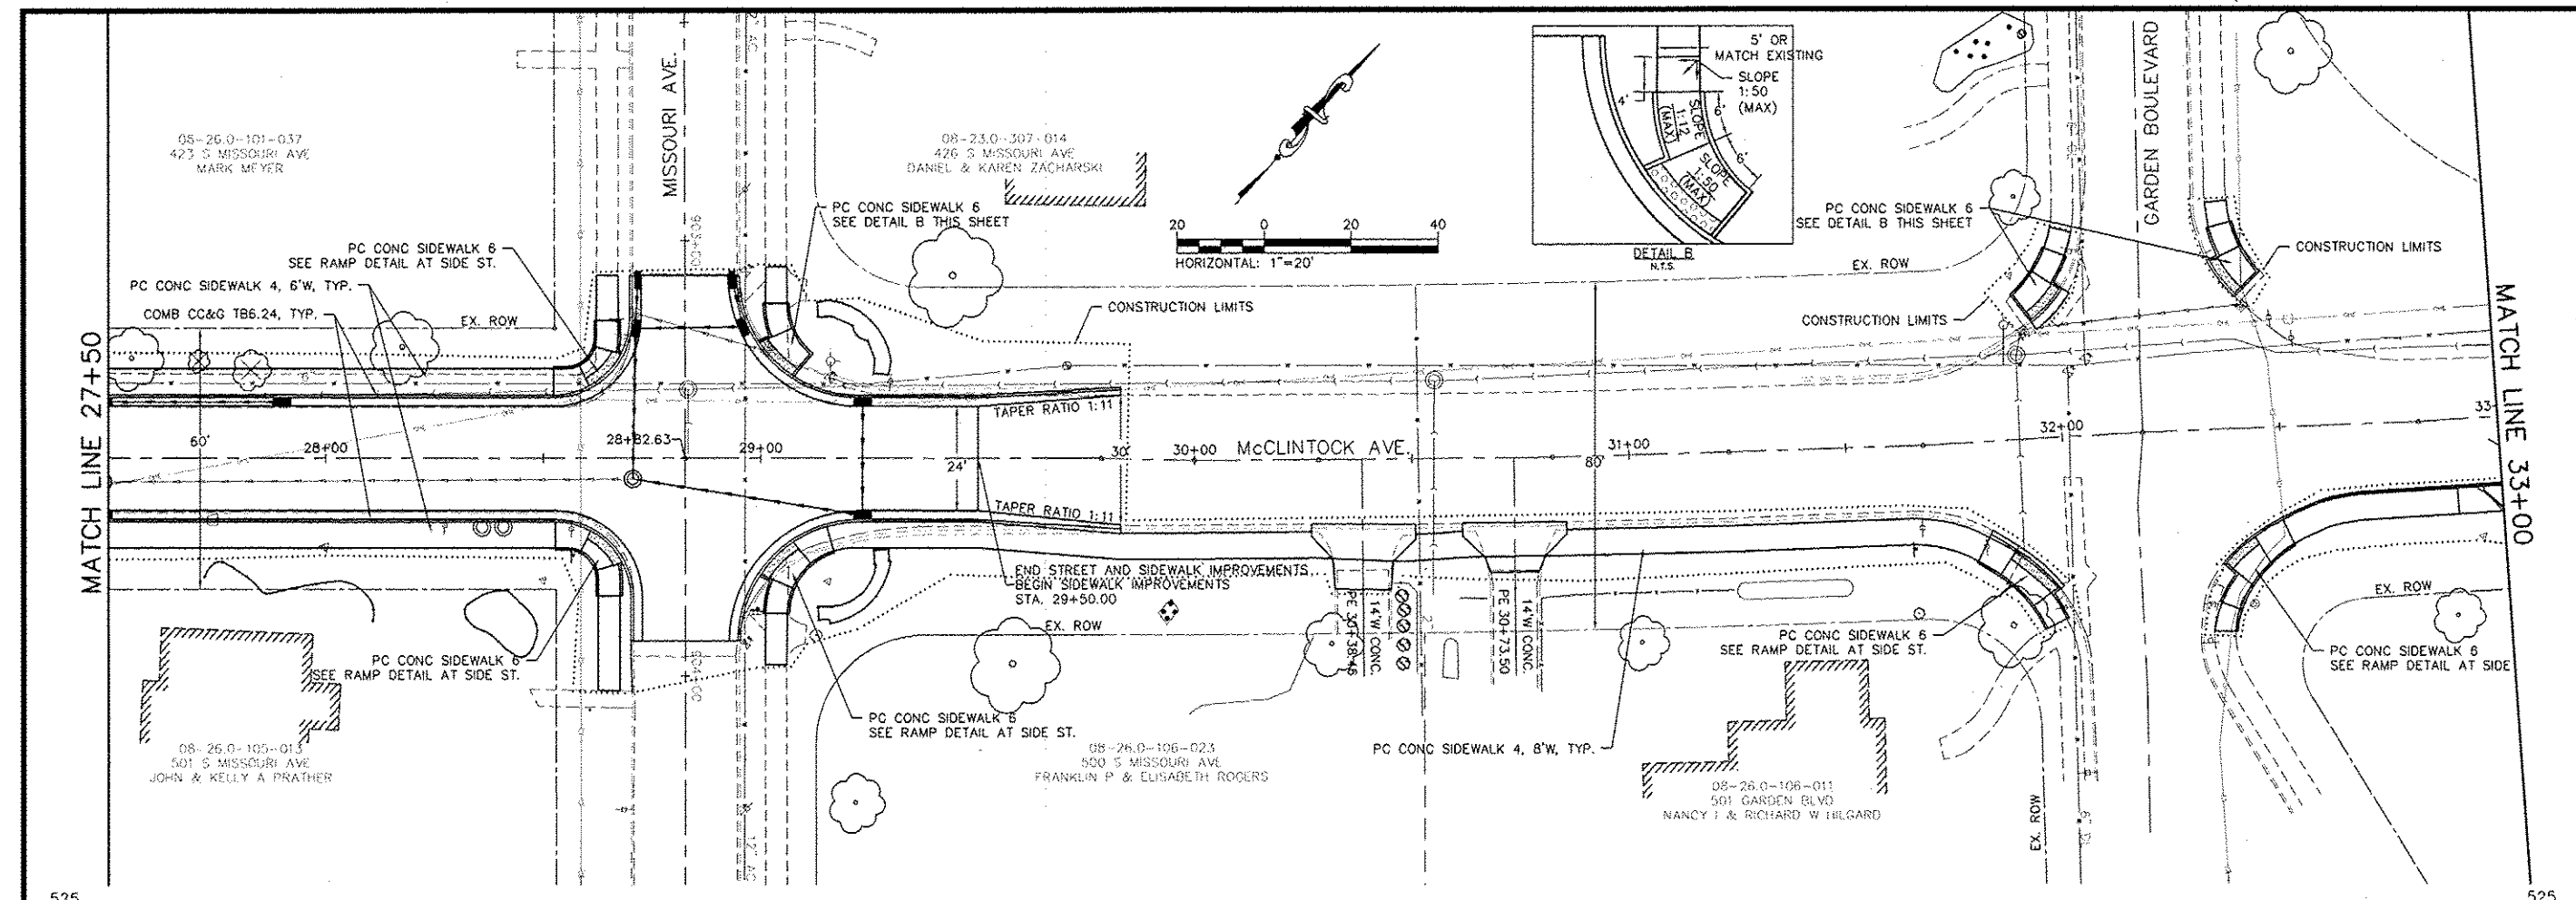 MATCH LINE 27+50
08-26.0-101-037
423 S MISSOURI AVE
MARK MEYER
MISSOURI AVE.
08-23.0-307-014
426 S MISSOURI AVE
DANIEL & KAREN ZACHARSKI
PC CONC SIDEWALK 6
SEE DETAIL B THIS SHEET
PC CONC SIDEWALK 6
SEE RAMP DETAIL AT SIDE ST.
PC CONC SIDEWALK 4, 6'W, TYP.
COMB CC&G TB6.24, TYP.
EX. ROW
20 0 20 40
HORIZONTAL: 1"=20'
CONSTRUCTION LIMITS
5' OR
MATCH EXISTING
SLOPE
1:50
(MAX)
4'
SLOPE
1:12
(MAX)
6'
6'
SLOPE
1:50
(MAX)
DETAIL B
N.T.S.
GARDEN BOULEVARD
PC CONC SIDEWALK 6
SEE DETAIL B THIS SHEET
CONSTRUCTION LIMITS
EX. ROW
CONSTRUCTION LIMITS
MATCH LINE 33+00
60'
28+00
28+82.63
29+00
24'
TAPER RATIO 1:11
30'
30+00
McCLINTOCK AVE.
31+00
80'
32+00
33
TAPER RATIO 1:11
END STREET AND SIDEWALK IMPROVEMENTS
BEGIN SIDEWALK IMPROVEMENTS
STA. 29+50.00
EX. ROW
PE 30+38.46
14'W CONC
PE 30+73.50
14'W CONC
PC CONC SIDEWALK 6
SEE RAMP DETAIL AT SIDE ST.
EX. ROW
PC CONC SIDEWALK 6
SEE RAMP DETAIL AT SIDE
PC CONC SIDEWALK 6
SEE RAMP DETAIL AT SIDE ST.
PC CONC SIDEWALK 6
SEE RAMP DETAIL AT SIDE ST.
PC CONC SIDEWALK 4, 8'W, TYP.
08-26.0-105-013
501 S MISSOURI AVE
JOHN & KELLY A PRATHER
08-26.0-106-023
500 S MISSOURI AVE
FRANKLIN P & ELISABETH ROGERS
08-26.0-106-011
501 GARDEN BLVD
NANCY I & RICHARD W HILGARD
EX. ROW
525
525